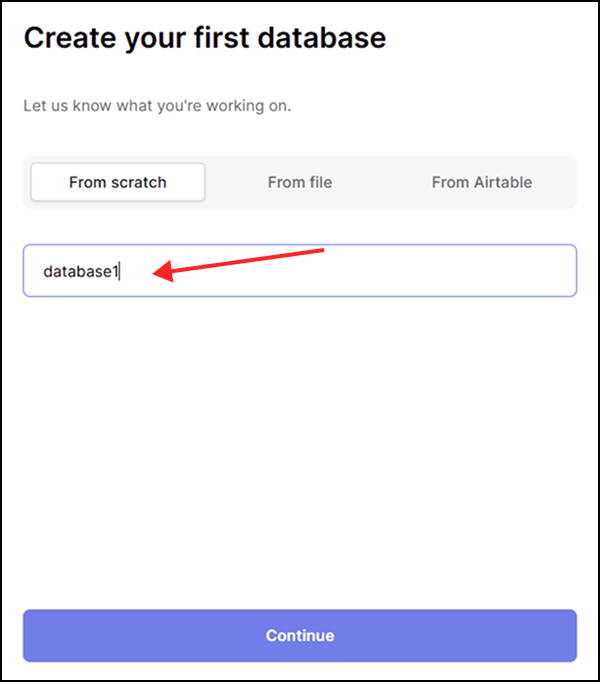 Create your first database
Let us know what you're working on.
From scratch From file From Airtable
database1
Continue